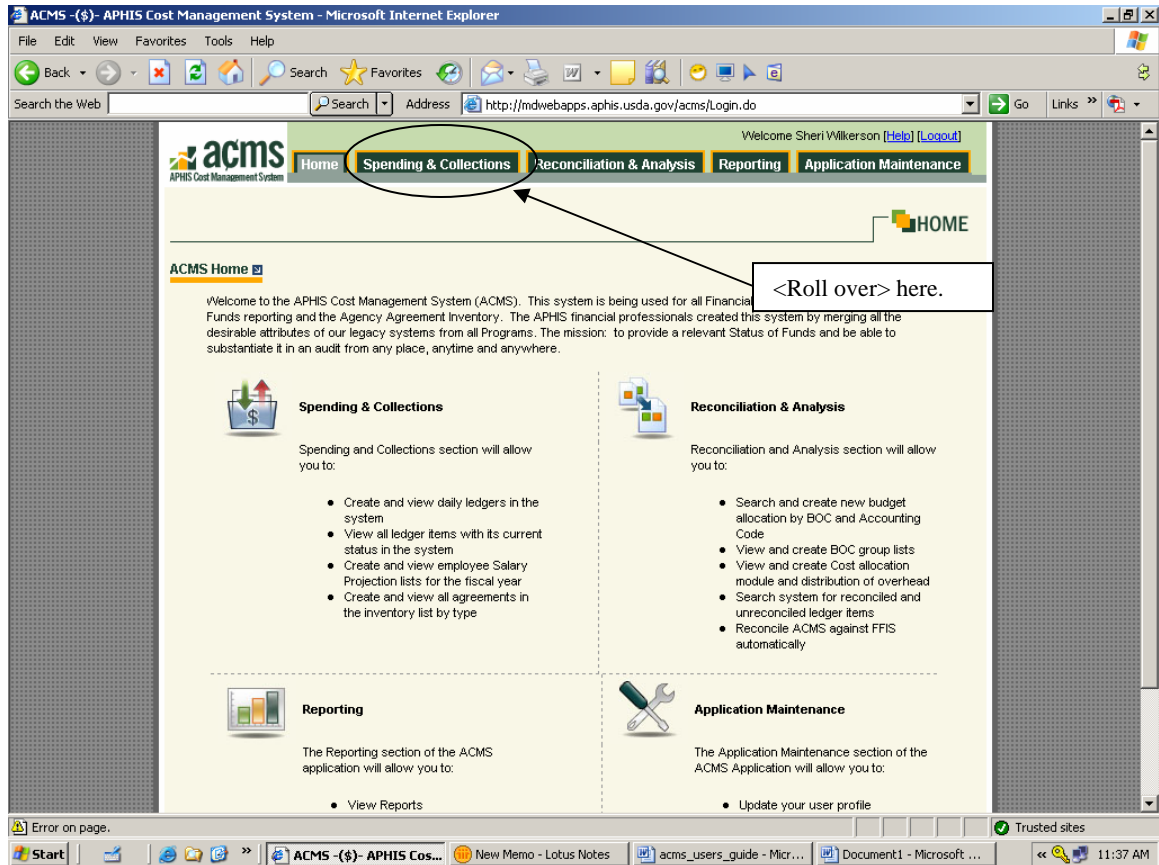 ACMS -($)- APHIS Cost Management System - Microsoft Internet Explorer
File Edit View Favorites Tools Help
Back Search Favorites
Search the Web Search Address http://mdwebapps.aphis.usda.gov/acms/Login.do Go Links »
Welcome Sheri Wilkerson [Help] [Logout]
acms
APHIS Cost Management System
Home Spending & Collections Reconciliation & Analysis Reporting Application Maintenance
HOME
<Roll over> here.
ACMS Home
Welcome to the APHIS Cost Management System (ACMS). This system is being used for all Financial
Funds reporting and the Agency Agreement Inventory. The APHIS financial professionals created this system by merging all the
desirable attributes of our legacy systems from all Programs. The mission: to provide a relevant Status of Funds and be able to
substantiate it in an audit from any place, anytime and anywhere.
Spending & Collections
Spending and Collections section will allow
you to:
● Create and view daily ledgers in the
system
● View all ledger items with its current
status in the system
● Create and view employee Salary
Projection lists for the fiscal year
● Create and view all agreements in
the inventory list by type
Reconciliation & Analysis
Reconciliation and Analysis section will allow
you to:
● Search and create new budget
allocation by BOC and Accounting
Code
● View and create BOC group lists
● View and create Cost allocation
module and distribution of overhead
● Search system for reconciled and
unreconciled ledger items
● Reconcile ACMS against FFIS
automatically
Reporting
The Reporting section of the ACMS
application will allow you to:
● View Reports
Application Maintenance
The Application Maintenance section of the
ACMS Application will allow you to:
● Update your user profile
Error on page. Trusted sites
Start » ACMS -($)- APHIS Cos... New Memo - Lotus Notes acms_users_guide - Micr... Document1 - Microsoft ... « 11:37 AM